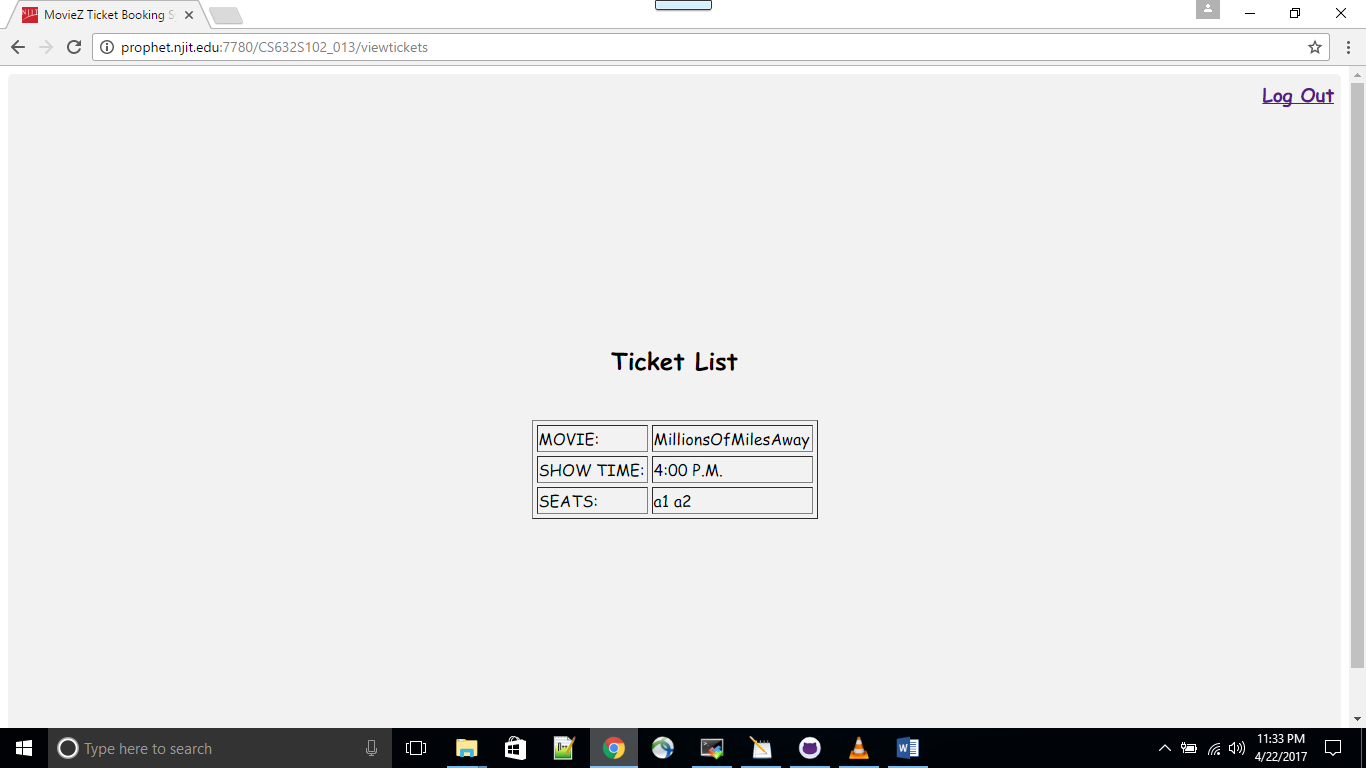 NJIT
MovieZ Ticket Booking S
prophet.njit.edu:7780/CS632S102_013/viewtickets
Log Out
Ticket List
MOVIE: MillionsOfMilesAway
SHOW TIME: 4:00 P.M.
SEATS: a1 a2
Type here to search
11:33 PM
4/22/2017